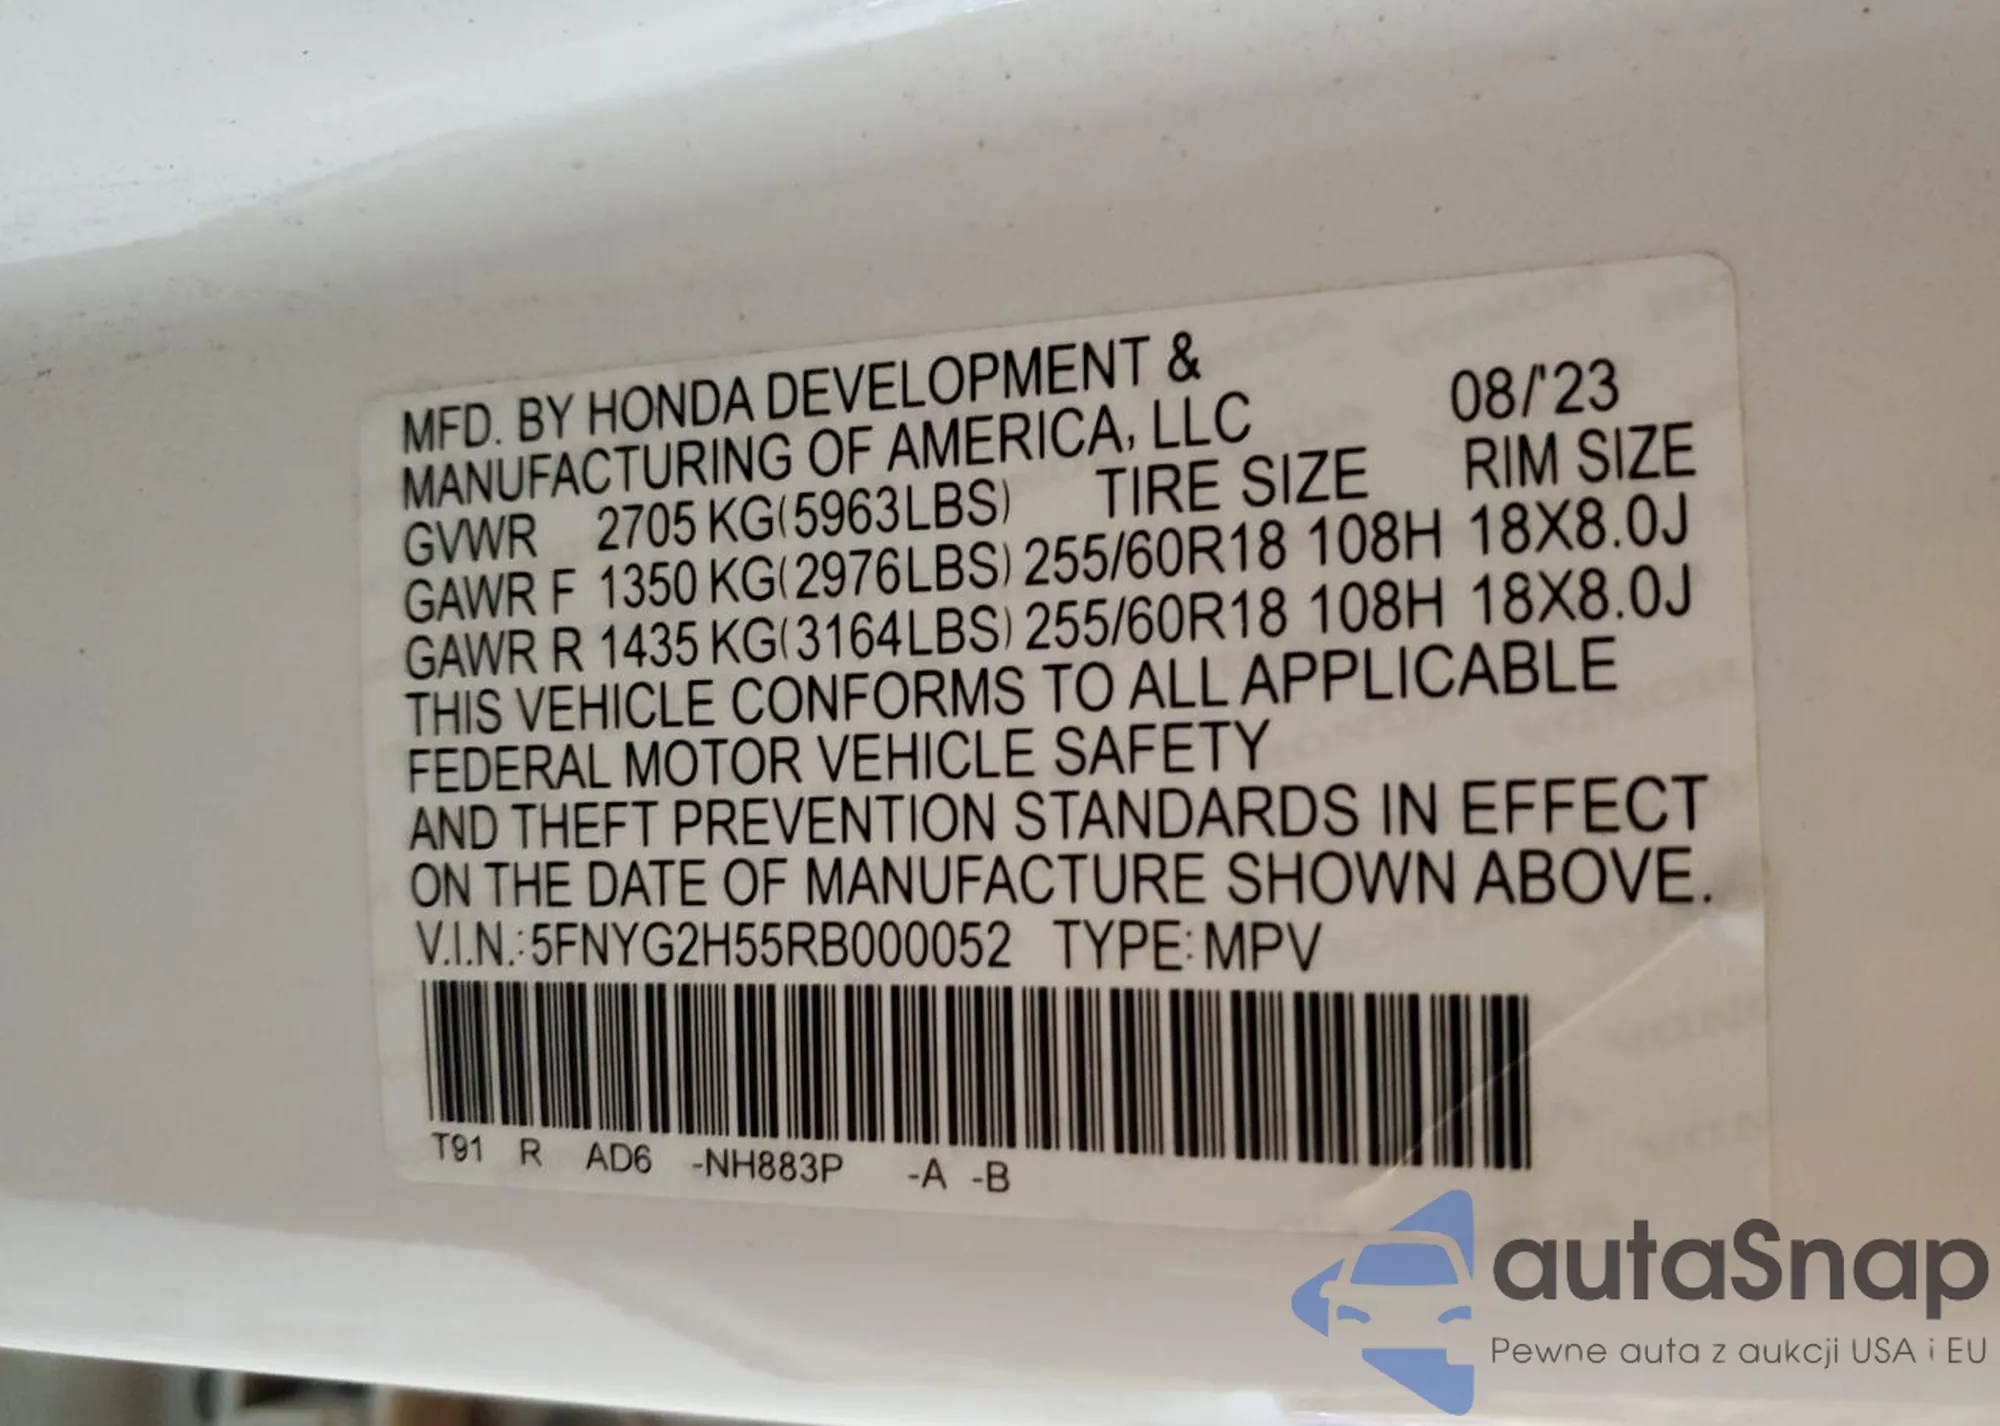 MFD. BY HONDA DEVELOPMENT &
MANUFACTURING OF AMERICA, LLC 08/'23
GVWR 2705 KG(5963LBS) TIRE SIZE RIM SIZE
GAWR F 1350 KG(2976LBS) 255/60R18 108H 18X8.0J
GAWR R 1435 KG(3164LBS) 255/60R18 108H 18X8.0J
THIS VEHICLE CONFORMS TO ALL APPLICABLE
FEDERAL MOTOR VEHICLE SAFETY
AND THEFT PREVENTION STANDARDS IN EFFECT
ON THE DATE OF MANUFACTURE SHOWN ABOVE.
V.I.N.: 5FNYG2H55RB000052 TYPE: MPV
T91 R AD6 -NH883P -A -B
autaSnap
Pewne auta z aukcji USA i EU